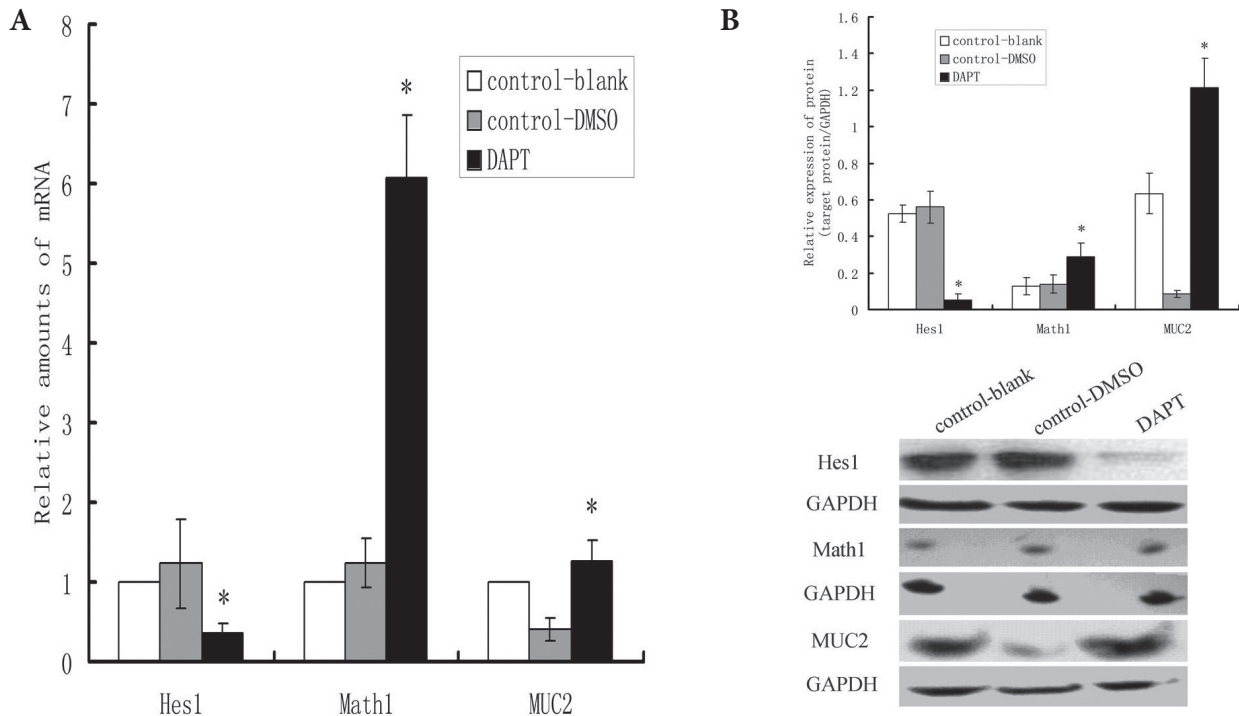 A
Relative amounts of mRNA
8
7
6
5
4
3
2
1
0
control-blank
control-DMSO
DAPT
*
*
*
Hes1
Math1
MUC2
B
Relative expression of protein
(target protein/GAPDH)
1.6
1.4
1.2
1.0
0.8
0.6
0.4
0.2
0
control-blank
control-DMSO
DAPT
*
*
*
Hes1
Math1
MUC2
control-blank
control-DMSO
DAPT
Hes1
GAPDH
Math1
GAPDH
MUC2
GAPDH